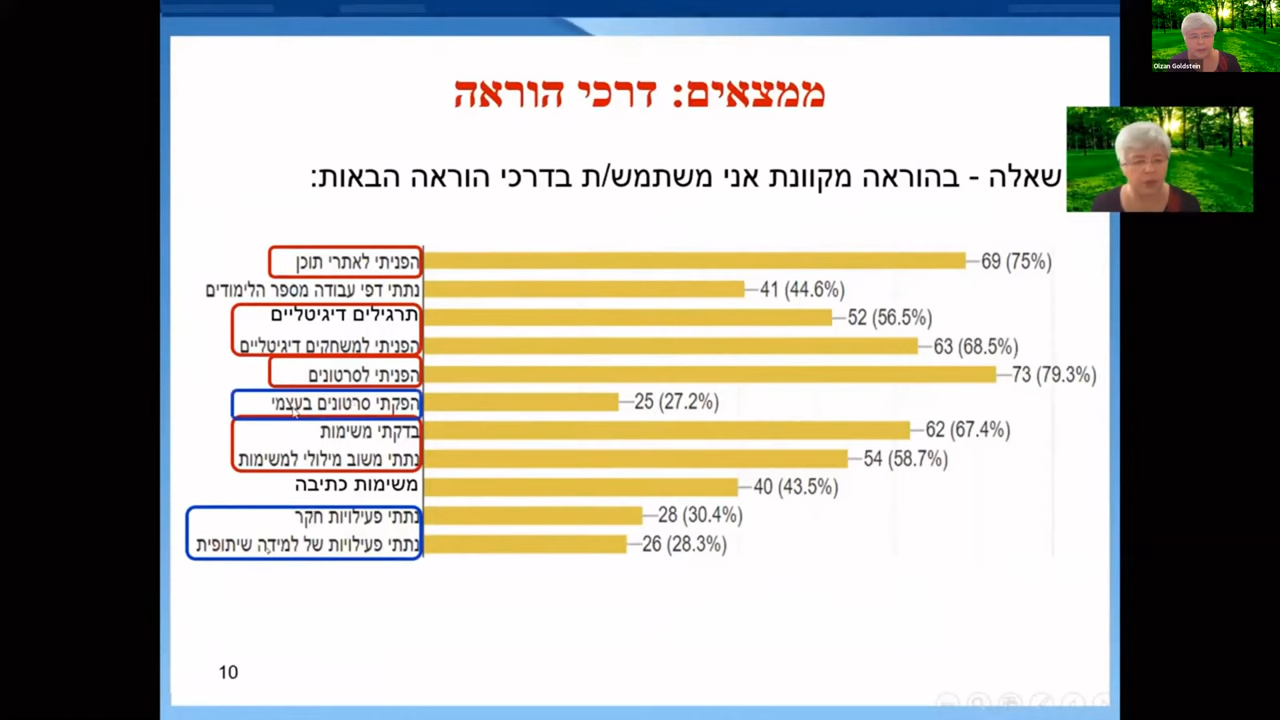 ממצאים: דרכי הוראה
שאלה - בהוראה מקוונת אני משתמש/ת בדרכי הוראה הבאות:
הפניתי לאתרי תוכן
69 (75%)
נתתי דפי עבודה מספר הלימודים
41 (44.6%)
תרגילים דיגיטליים
52 (56.5%)
הפניתי למשחקים דיגיטליים
63 (68.5%)
הפניתי לסרטונים
73 (79.3%)
הפקתי סרטונים בעצמי
25 (27.2%)
בדקתי משימות
62 (67.4%)
נתתי משוב מילולי למשימות
54 (58.7%)
משימות כתיבה
40 (43.5%)
נתתי פעילויות חקר
28 (30.4%)
נתתי פעילויות של למידה שיתופית
26 (28.3%)
10
Olzan Goldstein